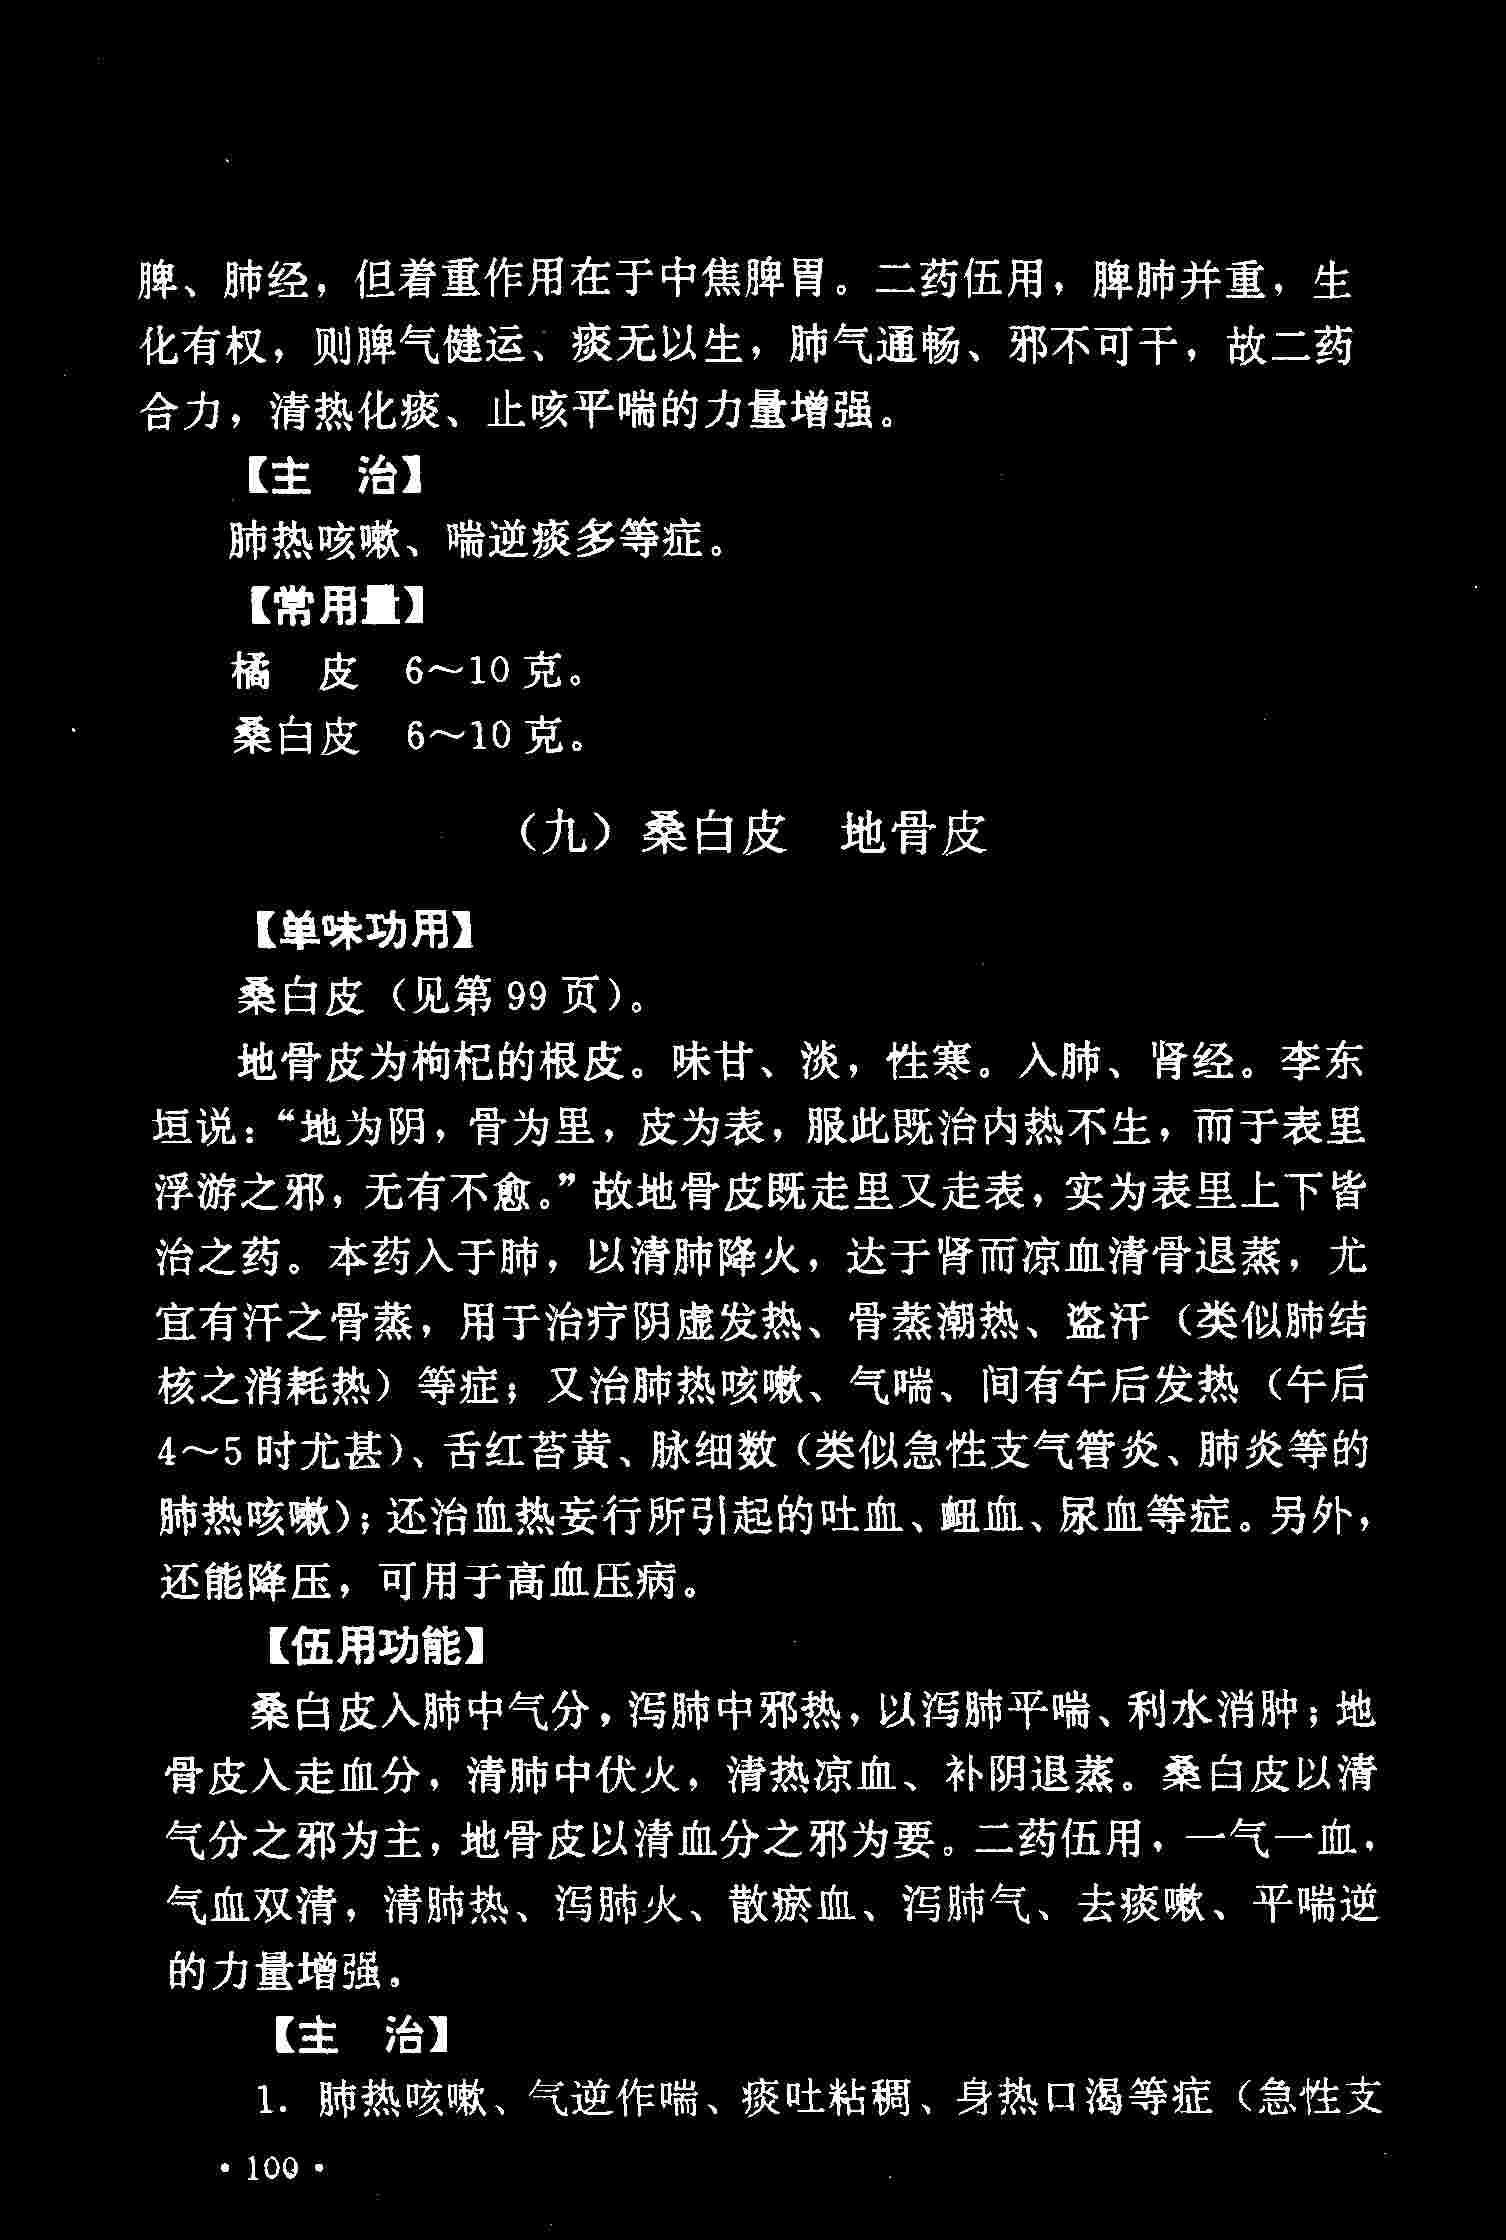 脾、肺经，但着重作用在于中焦脾胃。二药伍用，脾肺并重，生
化有权，则脾气健运、痰无以生，肺气通畅、邪不可干，故二药
合力，清热化痰、止咳平喘的力量增强。
【主　治】
肺热咳嗽、喘逆痰多等症。
【常用量】
橘　皮　6～10 克。
桑白皮　6～10 克。
（九）桑白皮　地骨皮
【单味功用】
桑白皮（见第 99 页）。
地骨皮为枸杞的根皮。味甘、淡，性寒。入肺、肾经。李东
垣说：“地为阴，骨为里，皮为表，服此既治内热不生，而于表里
浮游之邪，无有不愈。”故地骨皮既走里又走表，实为表里上下皆
治之药。本药入于肺，以清肺降火，达于肾而凉血清骨退蒸，尤
宜有汗之骨蒸，用于治疗阴虚发热、骨蒸潮热、盗汗（类似肺结
核之消耗热）等症；又治肺热咳嗽、气喘、间有午后发热（午后
4～5 时尤甚）、舌红苔黄、脉细数（类似急性支气管炎、肺炎等的
肺热咳嗽）；还治血热妄行所引起的吐血、衄血、尿血等症。另外，
还能降压，可用于高血压病。
【伍用功能】
桑白皮入肺中气分，泻肺中邪热，以泻肺平喘、利水消肿；地
骨皮入走血分，清肺中伏火，清热凉血、补阴退蒸。桑白皮以清
气分之邪为主，地骨皮以清血分之邪为要。二药伍用，一气一血，
气血双清，清肺热、泻肺火、散瘀血、泻肺气、去痰嗽、平喘逆
的力量增强。
【主　治】
1. 肺热咳嗽、气逆作喘、痰吐粘稠、身热口渴等症（急性支
· 100 ·